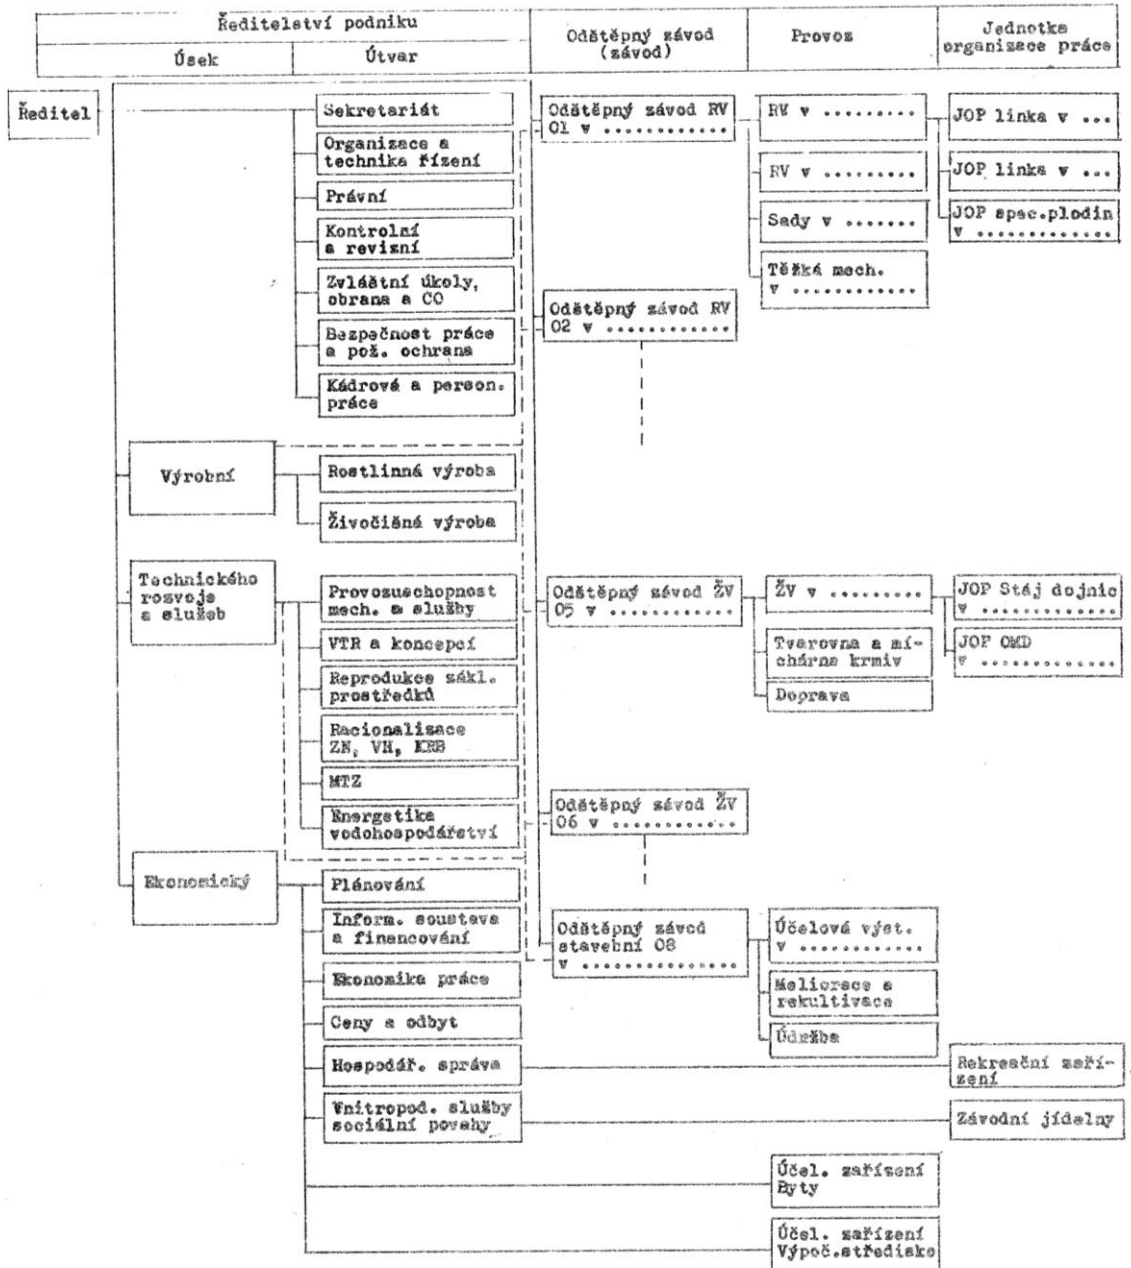 Ředitelství podniku
Úsek
Útvar
Odštěpný závod
(závod)
Provoz
Jednotka
organizace práce
Ředitel
Sekretariát
Organizace a
technika řízení
Právní
Kontrolní
a revizní
Zvláštní úkoly,
obrana a CO
Bezpečnost práce
a pož. ochrana
Kádrová a person.
práce
Výrobní
Rostlinná výroba
Živočišná výroba
Technického
rozvoje
a služeb
Provozuschopnost
mech. a služby
VTR a koncepcí
Reprodukce zákl.
prostředků
Racionalizace
ZN, VH, KRB
MTZ
Energetika
vodohospodářství
Ekonomický
Plánování
Inform. soustava
a financování
Ekonomika práce
Ceny a odbyt
Hospodář. správa
Vnitropod. služby
sociální povahy
Odštěpný závod RV
01 v ............
Odštěpný závod RV
02 v ............
Odštěpný závod ŽV
05 v ............
Odštěpný závod ŽV
06 v ............
Odštěpný závod
stavební 08
v ...............
RV v .........
RV v .........
Sady v .......
Těžká mech.
v ............
ŽV v .........
Tvarovna a mí-
chárna krmiv
Doprava
Účelová výst.
v ............
Meliorace a
rekultivace
Údržba
Účel. zařízení
Byty
Účel. zařízení
Výpoč.středisko
JOP linka v ...
JOP linka v ...
JOP spec.plodin
v .............
JOP Stáj dojnic
v .............
JOP OMD
v .............
Rekreační zaří-
zení
Závodní jídelny